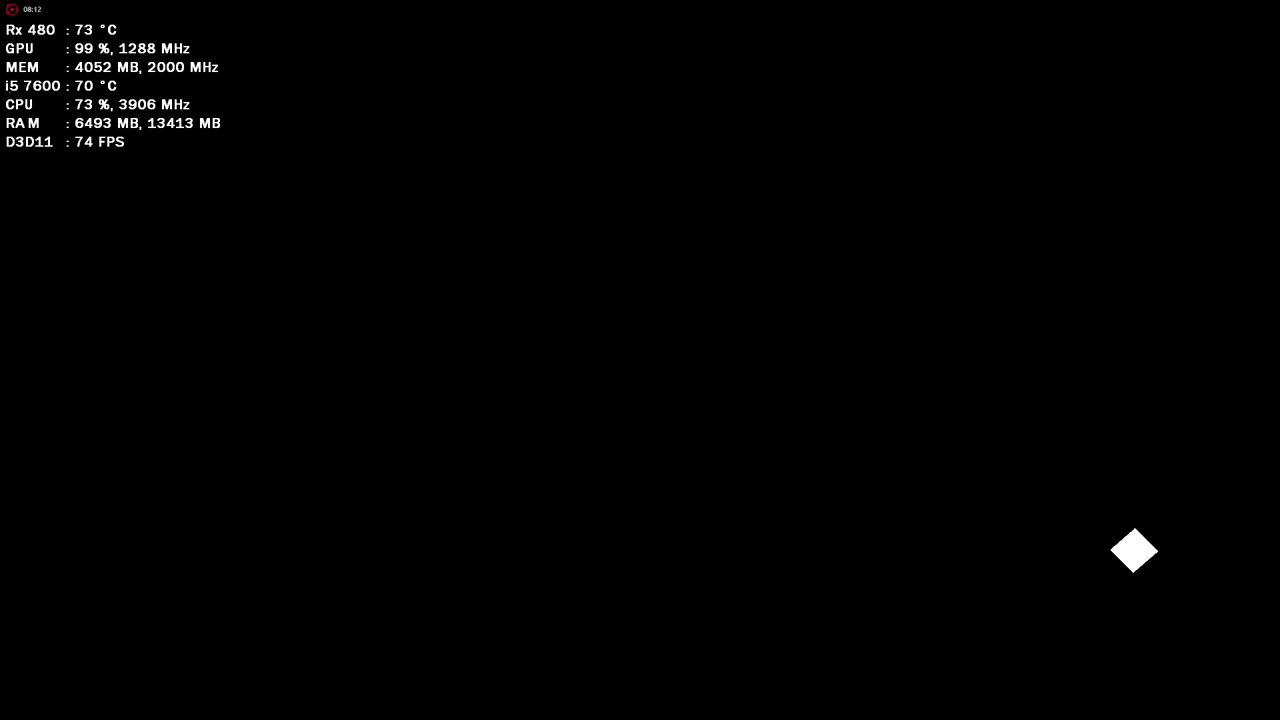 08:12
Rx 480 : 73 °C
GPU : 99 %, 1288 MHz
MEM : 4052 MB, 2000 MHz
i5 7600 : 70 °C
CPU : 73 %, 3906 MHz
RAM : 6493 MB, 13413 MB
D3D11 : 74 FPS